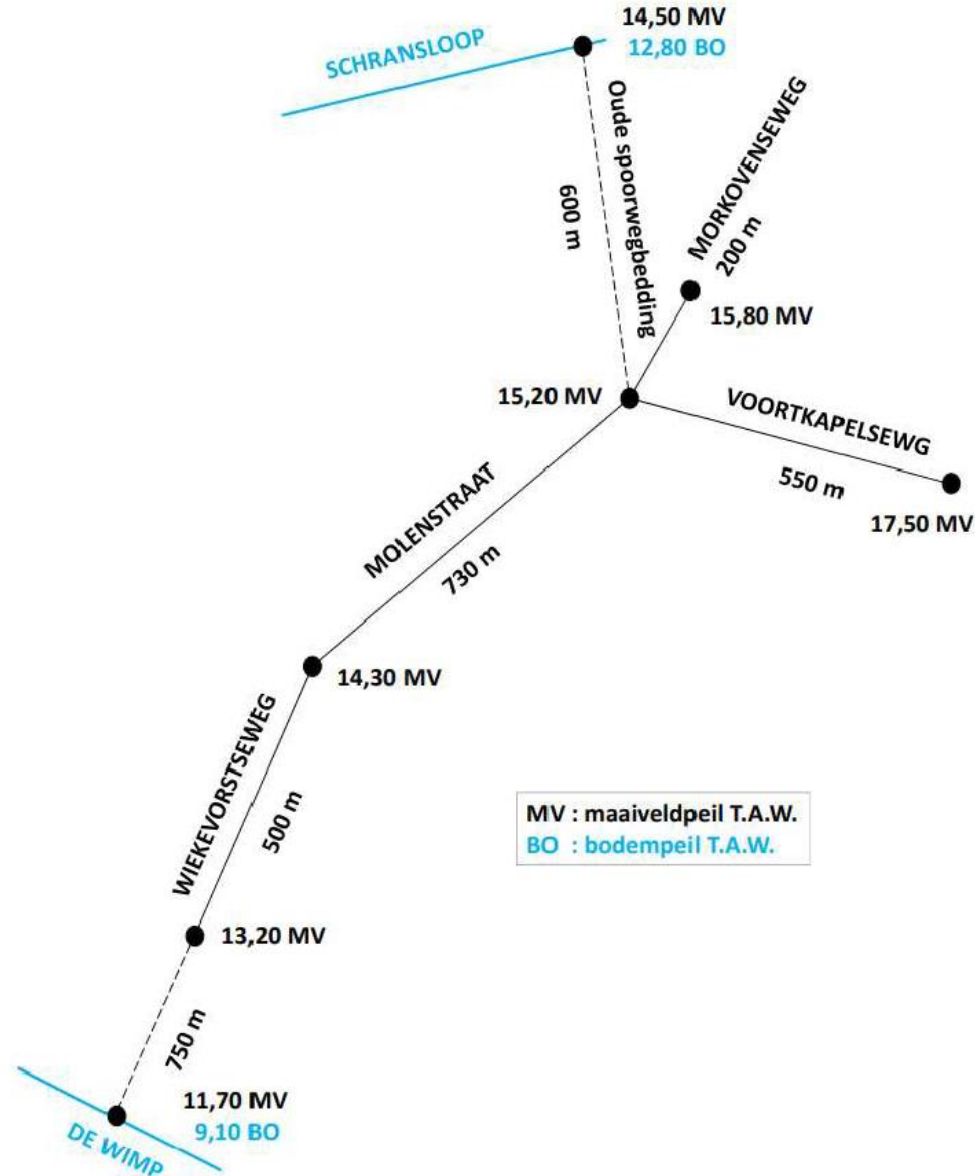 14,50 MV
12,80 BO
SCHRANSLOOP
Oude spoorwegbedding
600 m
MORKOVENSEWEG
200 m
15,80 MV
15,20 MV
VOORTKAPELSEWG
550 m
17,50 MV
MOLENSTRAAT
730 m
14,30 MV
WIEKEVORSTSEWEG
500 m
MV : maaiveldpeil T.A.W.
BO : bodempeil T.A.W.
13,20 MV
750 m
11,70 MV
9,10 BO
DE WIMP